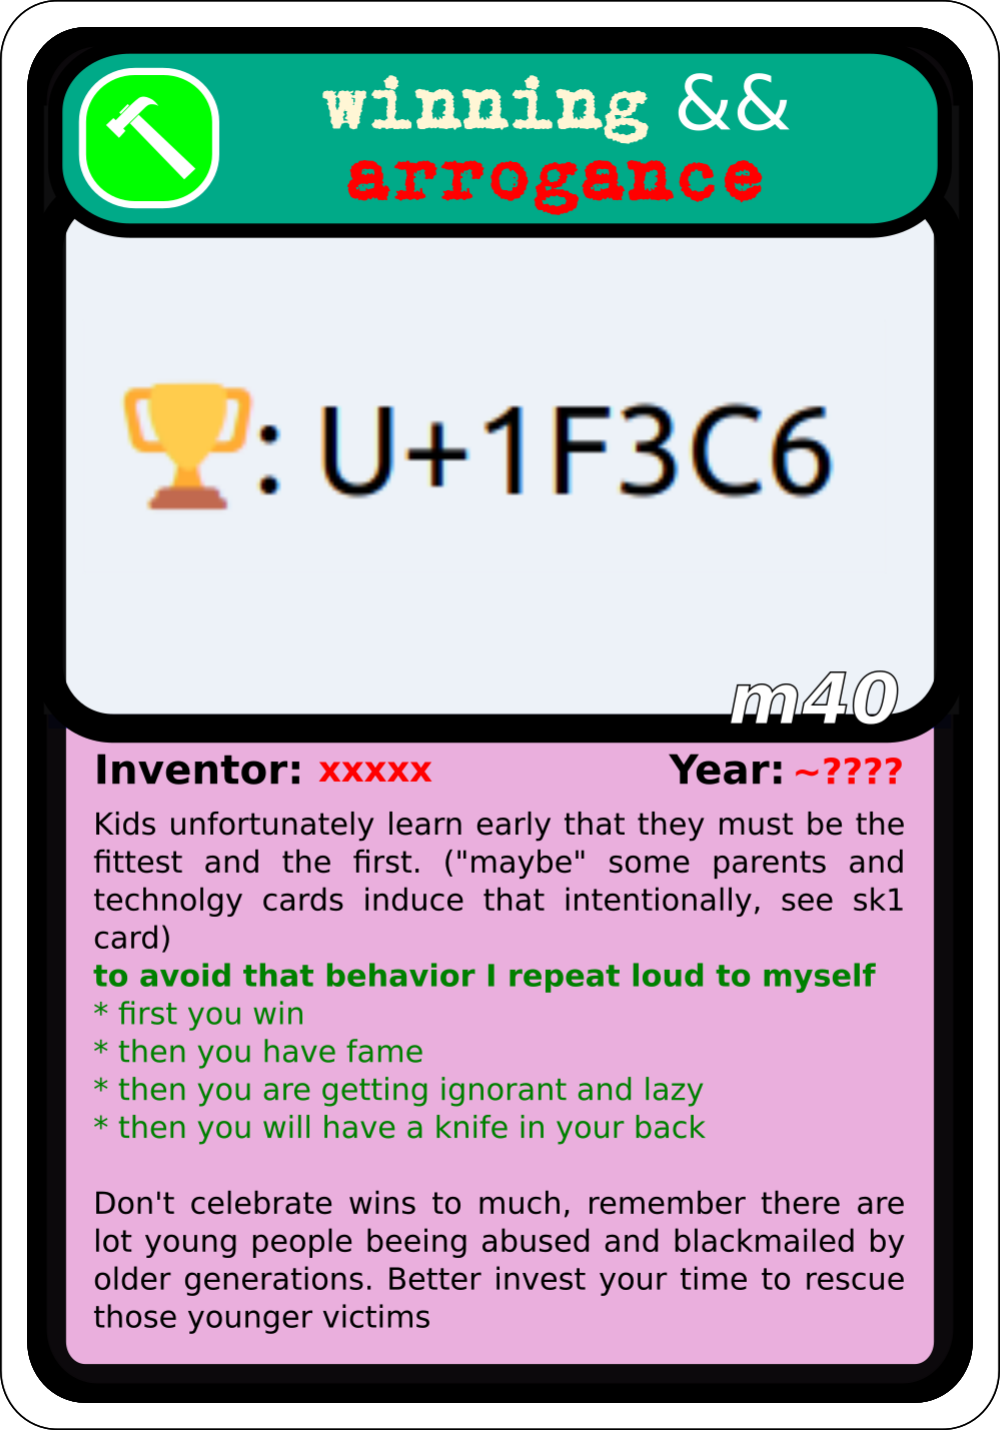 winning &&
arrogance
🏆: U+1F3C6
m40
Inventor: xxxxx
Year: ~????
Kids unfortunately learn early that they must be the
fittest and the first. ("maybe" some parents and
technolgy cards induce that intentionally, see sk1
card)
to avoid that behavior I repeat loud to myself
* first you win
* then you have fame
* then you are getting ignorant and lazy
* then you will have a knife in your back
Don't celebrate wins to much, remember there are
lot young people beeing abused and blackmailed by
older generations. Better invest your time to rescue
those younger victims